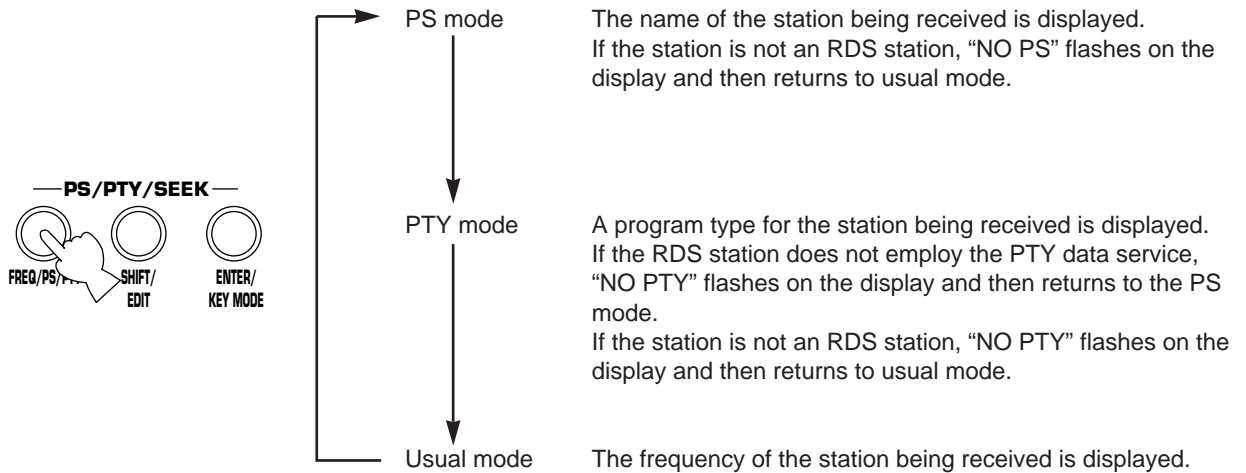 PS mode
The name of the station being received is displayed.
If the station is not an RDS station, “NO PS” flashes on the
display and then returns to usual mode.
PS/PTY/SEEK
FREQ/PS/
SHIFT/
EDIT
ENTER/
KEY MODE
PTY mode
A program type for the station being received is displayed.
If the RDS station does not employ the PTY data service,
“NO PTY” flashes on the display and then returns to the PS
mode.
If the station is not an RDS station, “NO PTY” flashes on the
display and then returns to usual mode.
Usual mode
The frequency of the station being received is displayed.